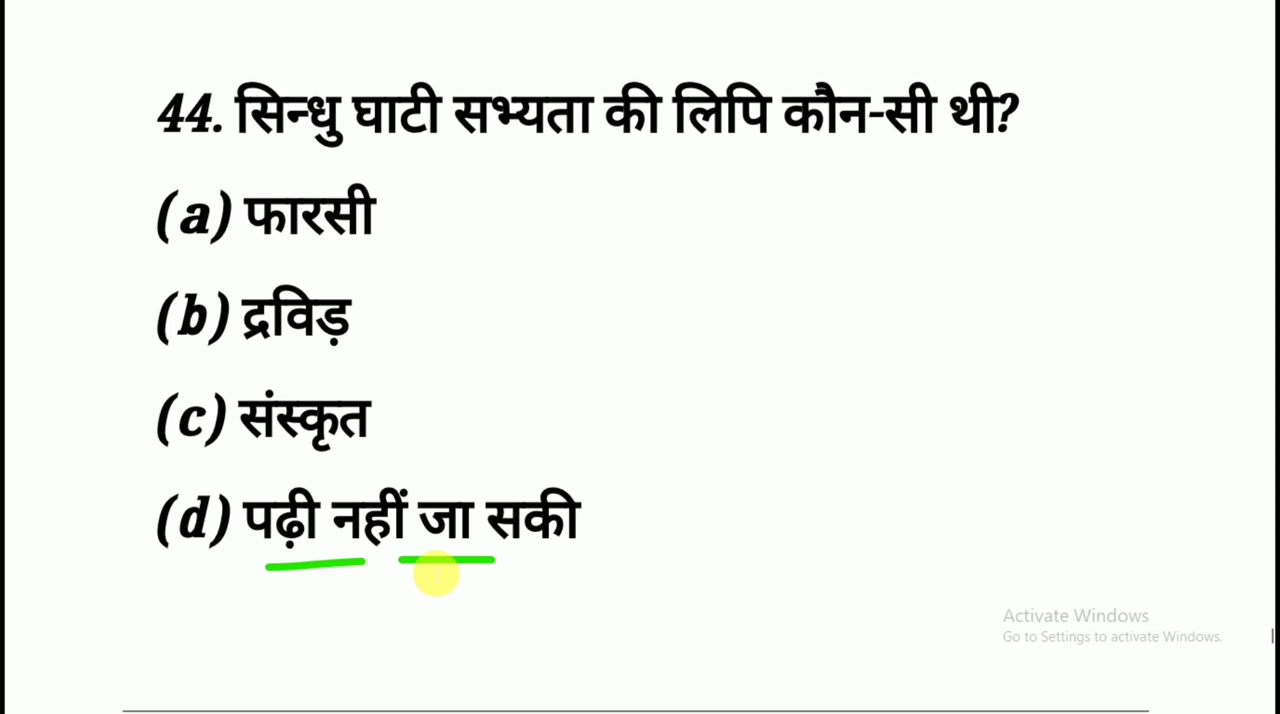 44. सिन्धु घाटी सभ्यता की लिपि कौन-सी थी?
(a) फारसी
(b) द्रविड़
(c) संस्कृत
(d) पढ़ी नहीं जा सकी
Activate Windows
Go to Settings to activate Windows.